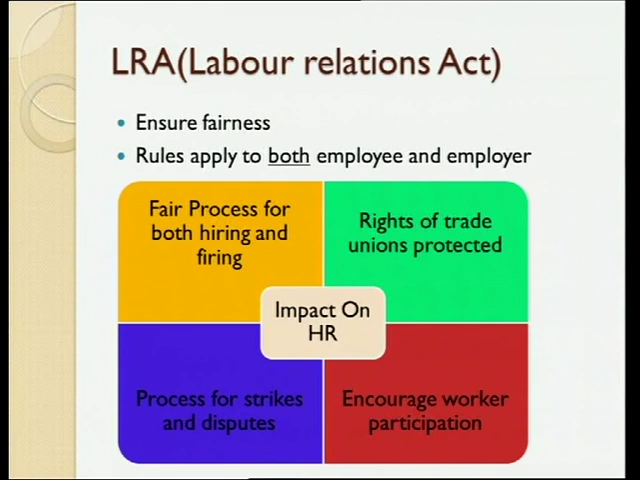 LRA(Labour relations Act)
Ensure fairness
Rules apply to both employee and employer
Fair Process for
both hiring and
firing
Rights of trade
unions protected
Impact On
HR
Process for strikes
and disputes
Encourage worker
participation